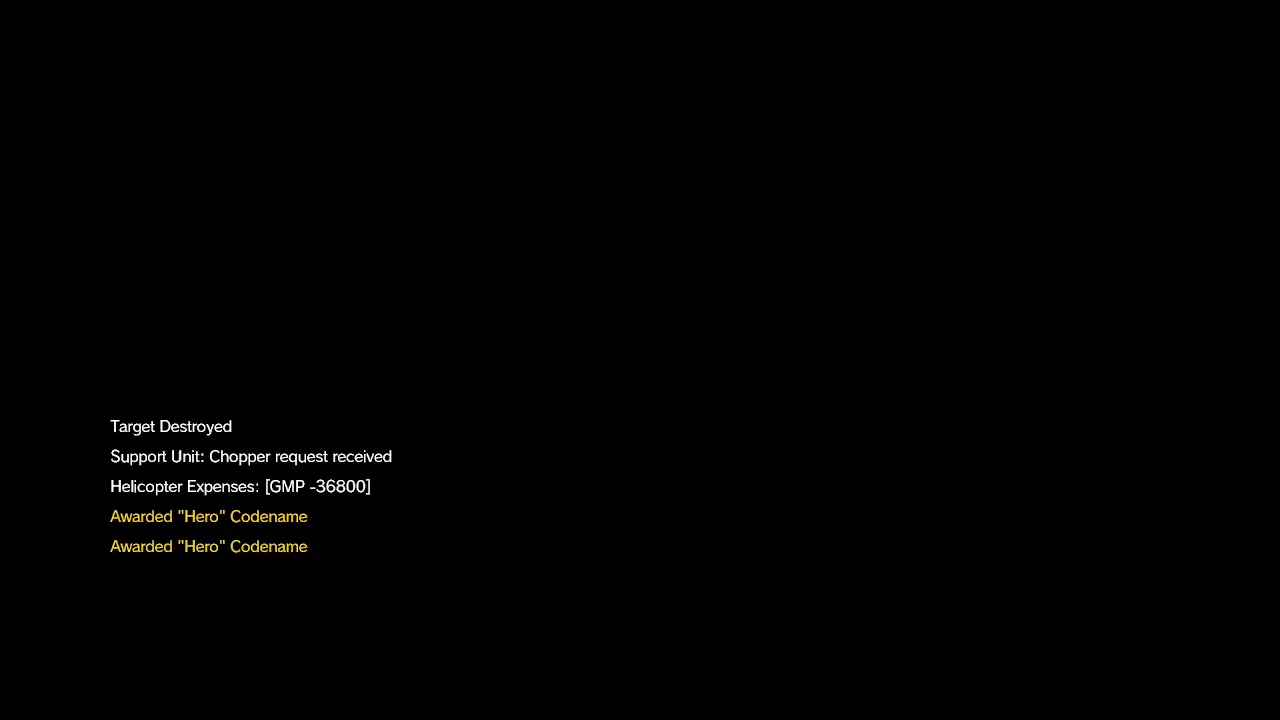 Target Destroyed
Support Unit: Chopper request received
Helicopter Expenses: [GMP -36800]
Awarded "Hero" Codename
Awarded "Hero" Codename